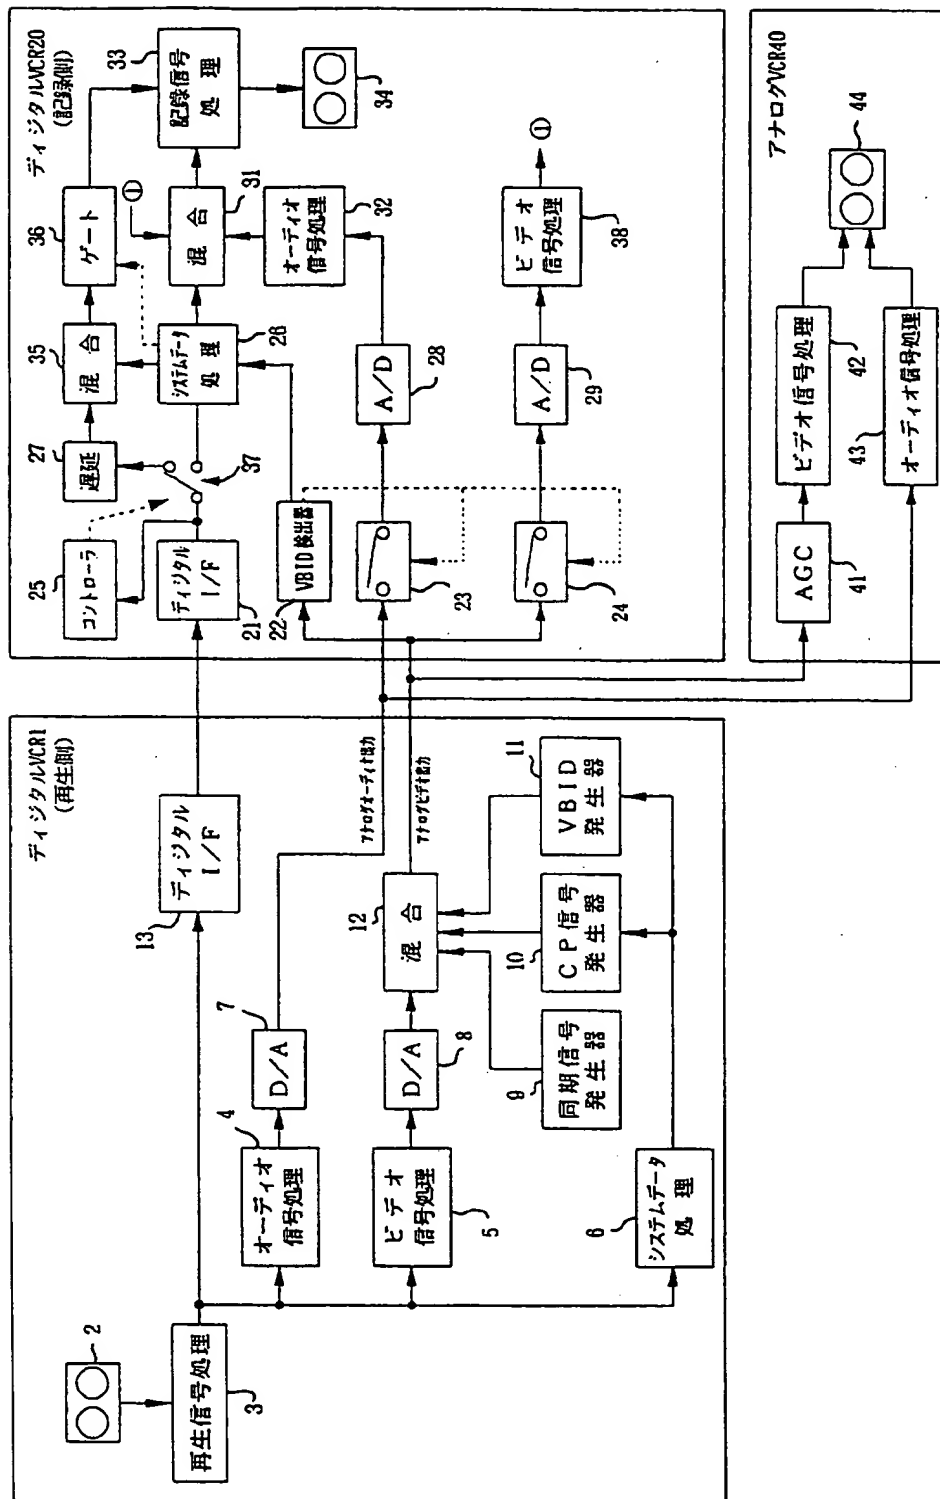 ディジタルVCR1
(再生側)
2
再生信号処理
3
ディジタル
I/F
13
オーディオ
信号処理
4
D/A
7
アナログオーディオ出力
ビデオ
信号処理
5
D/A
8
混合
12
アナログビデオ出力
同期信号
発生器
9
CP信号
発生器
10
VBID
発生器
11
システムデータ
処理
6
ディジタルVCR20
(記録側)
コントローラ
25
ディジタル
I/F
21
37
遅延
27
混合
35
ゲート
36
記録信号
処理
33
34
システムデータ
処理
26
①
混合
31
オーディオ
信号処理
32
VBID検出器
22
23
A/D
28
24
A/D
29
ビデオ
信号処理
38
①
アナログVCR40
AGC
41
ビデオ信号処理
42
オーディオ信号処理
43
44